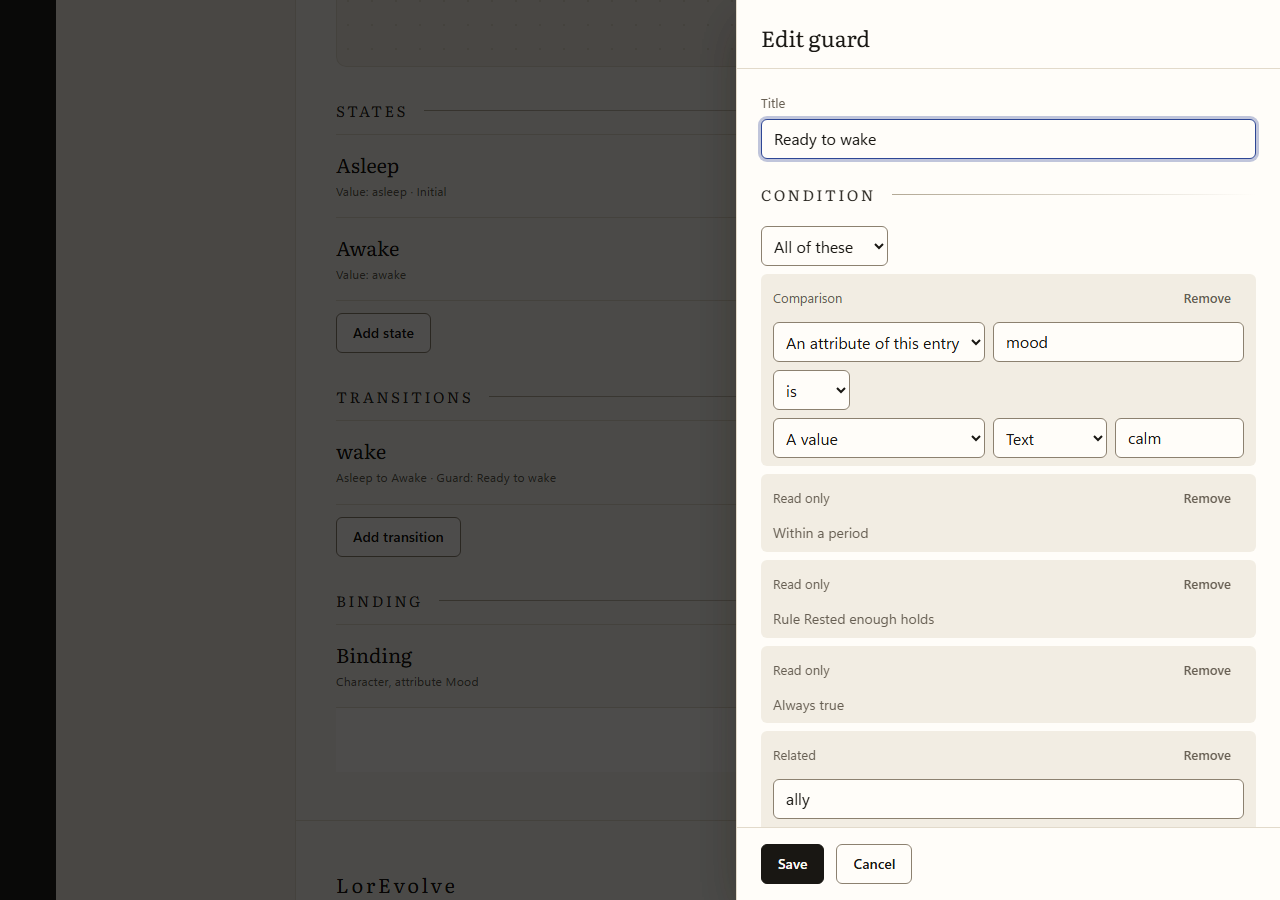 STATES
Asleep
Value: asleep · Initial
Awake
Value: awake
Add state
TRANSITIONS
wake
Asleep to Awake · Guard: Ready to wake
Add transition
BINDING
Binding
Character, attribute Mood
LorEvolve
Edit guard
Title
Ready to wake
CONDITION
All of these
Comparison Remove
An attribute of this entry mood
is
A value Text calm
Read only Remove
Within a period
Read only Remove
Rule Rested enough holds
Read only Remove
Always true
Related Remove
ally
Save Cancel